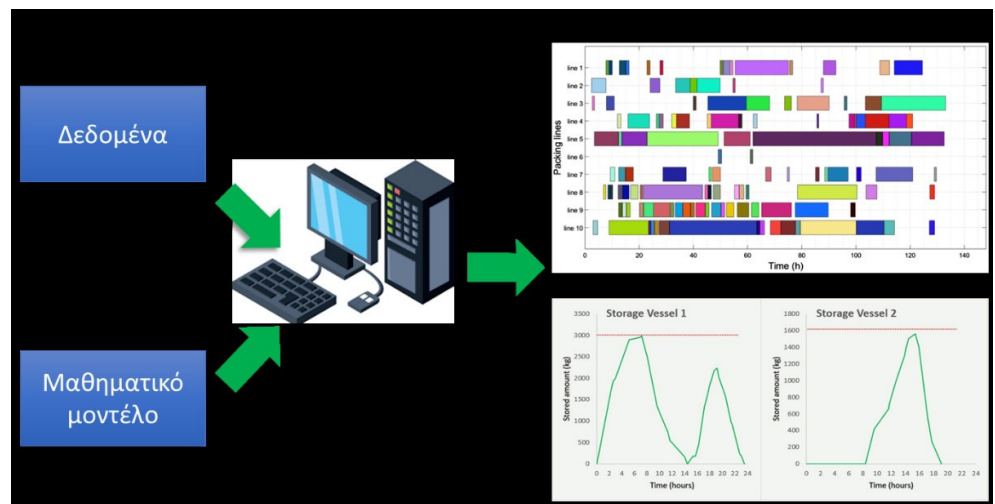 Δεδομένα
Μαθηματικό
μοντέλο
Packing lines
line 1
line 2
line 3
line 4
line 5
line 6
line 7
line 8
line 9
line 10
0 20 40 60 80 100 120 140
Time (h)
Storage Vessel 1
Stored amount (kg)
3500
3000
2500
2000
1500
1000
500
0
0 2 4 6 8 10 12 14 16 18 20 22 24
Time (hours)
Storage Vessel 2
Stored amount (kg)
1800
1600
1400
1200
1000
800
600
400
200
0
0 2 4 6 8 10 12 14 16 18 20 22 24
Time (hours)